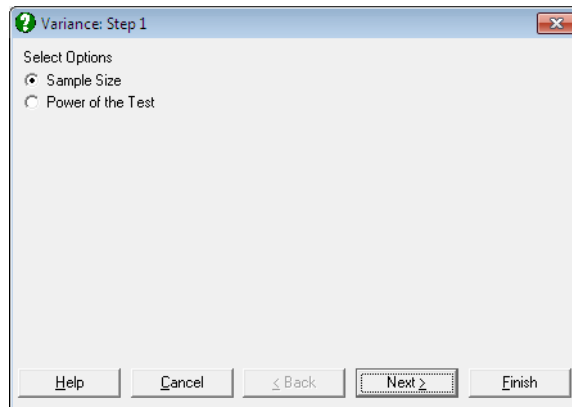 Variance: Step 1
Select Options
Sample Size
Power of the Test
Help Cancel < Back Next > Finish